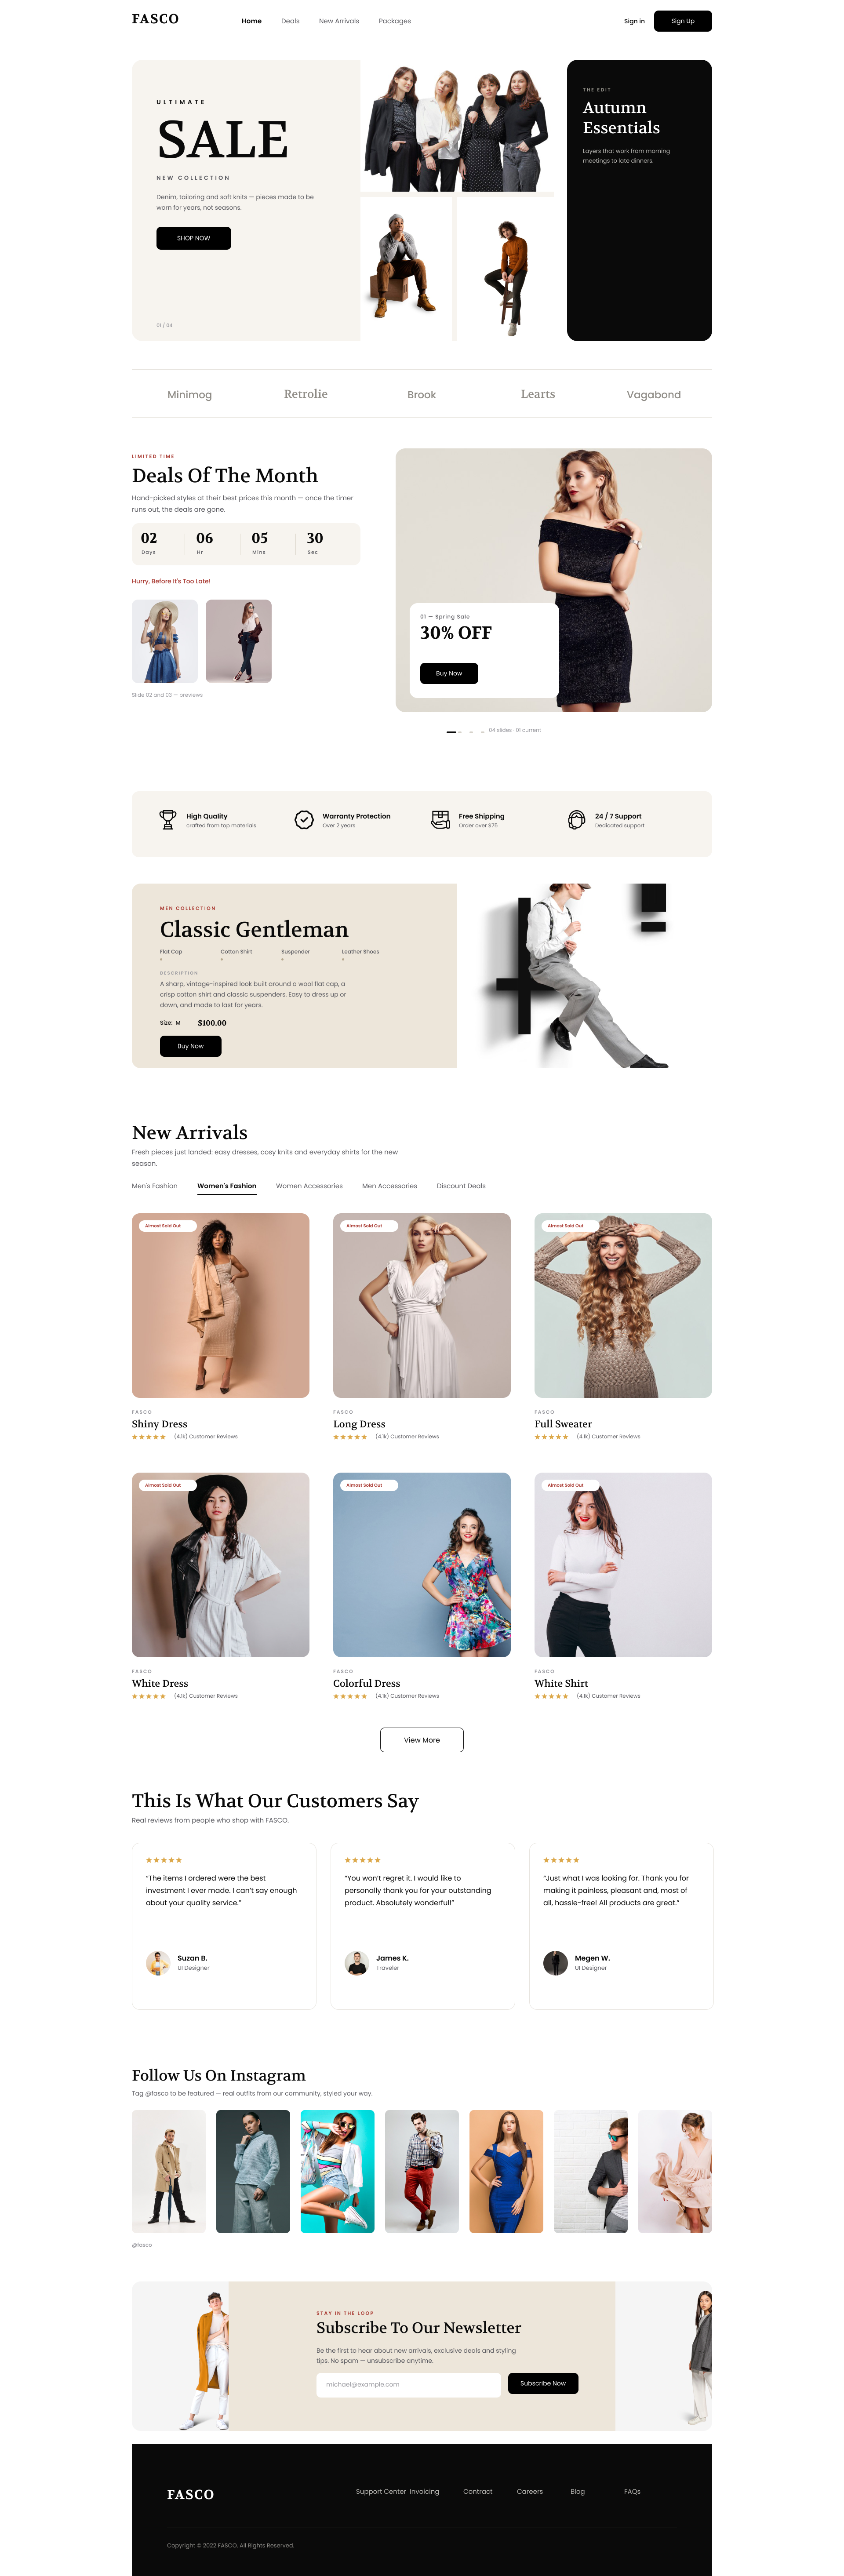 FASCO
Home
Deals
New Arrivals
Packages
Sign in
Sign Up
ULTIMATE
SALE
NEW COLLECTION
Denim, tailoring and soft knits — pieces made to be
worn for years, not seasons.
SHOP NOW
01 / 04
THE EDIT
Autumn
Essentials
Layers that work from morning
meetings to late dinners.
Minimog
Retrolie
Brook
Learts
Vagabond
LIMITED TIME
Deals Of The Month
Hand-picked styles at their best prices this month — once the timer
runs out, the deals are gone.
02
06
05
30
Days
Hr
Mins
Sec
Hurry, Before It's Too Late!
Slide 02 and 03 — previews
01 — Spring Sale
30% OFF
Buy Now
04 slides · 01 current
High Quality
crafted from top materials
Warranty Protection
Over 2 years
Free Shipping
Order over $75
24 / 7 Support
Dedicated support
MEN COLLECTION
Classic Gentleman
Flat Cap
Cotton Shirt
Suspender
Leather Shoes
DESCRIPTION
A sharp, vintage-inspired look built around a wool flat cap, a
crisp cotton shirt and classic suspenders. Easy to dress up or
down, and made to last for years.
Size: M
$100.00
Buy Now
New Arrivals
Fresh pieces just landed: easy dresses, cosy knits and everyday shirts for the new
season.
Men's Fashion
Women's Fashion
Women Accessories
Men Accessories
Discount Deals
Almost Sold Out
Almost Sold Out
Almost Sold Out
FASCO
Shiny Dress
(4.1k) Customer Reviews
FASCO
Long Dress
(4.1k) Customer Reviews
FASCO
Full Sweater
(4.1k) Customer Reviews
Almost Sold Out
Almost Sold Out
Almost Sold Out
FASCO
White Dress
(4.1k) Customer Reviews
FASCO
Colorful Dress
(4.1k) Customer Reviews
FASCO
White Shirt
(4.1k) Customer Reviews
View More
This Is What Our Customers Say
Real reviews from people who shop with FASCO.
“The items I ordered were the best
investment I ever made. I can't say enough
about your quality service.”
Suzan B.
UI Designer
“You won't regret it. I would like to
personally thank you for your outstanding
product. Absolutely wonderful!”
James K.
Traveler
“Just what I was looking for. Thank you for
making it painless, pleasant and, most of
all, hassle-free! All products are great.”
Megen W.
UI Designer
Follow Us On Instagram
Tag @fasco to be featured — real outfits from our community, styled your way.
@fasco
STAY IN THE LOOP
Subscribe To Our Newsletter
Be the first to hear about new arrivals, exclusive deals and styling
tips. No spam — unsubscribe anytime.
michael@example.com
Subscribe Now
FASCO
Support Center
Invoicing
Contract
Careers
Blog
FAQs
Copyright © 2022 FASCO. All Rights Reserved.